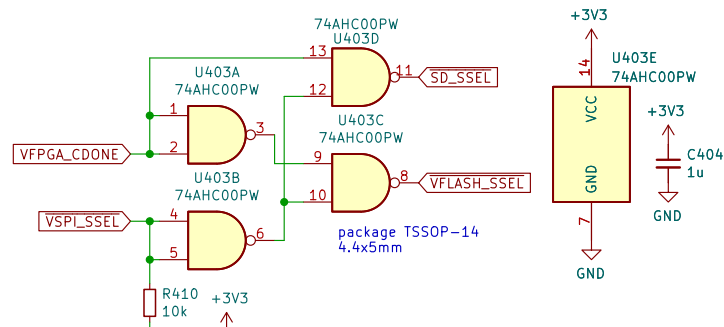 74AHC00PW
U403D
13
12
11
SD_SSEL
U403A
74AHC00PW
1
2
3
VFPGA_CDONE
U403C
74AHC00PW
9
10
8
VFLASH_SSEL
U403B
74AHC00PW
VSPI_SSEL
4
5
6
package TSSOP-14
4.4x5mm
R410
10k
+3V3
+3V3
14
U403E
74AHC00PW
VCC
GND
7
GND
+3V3
C404
1u
GND